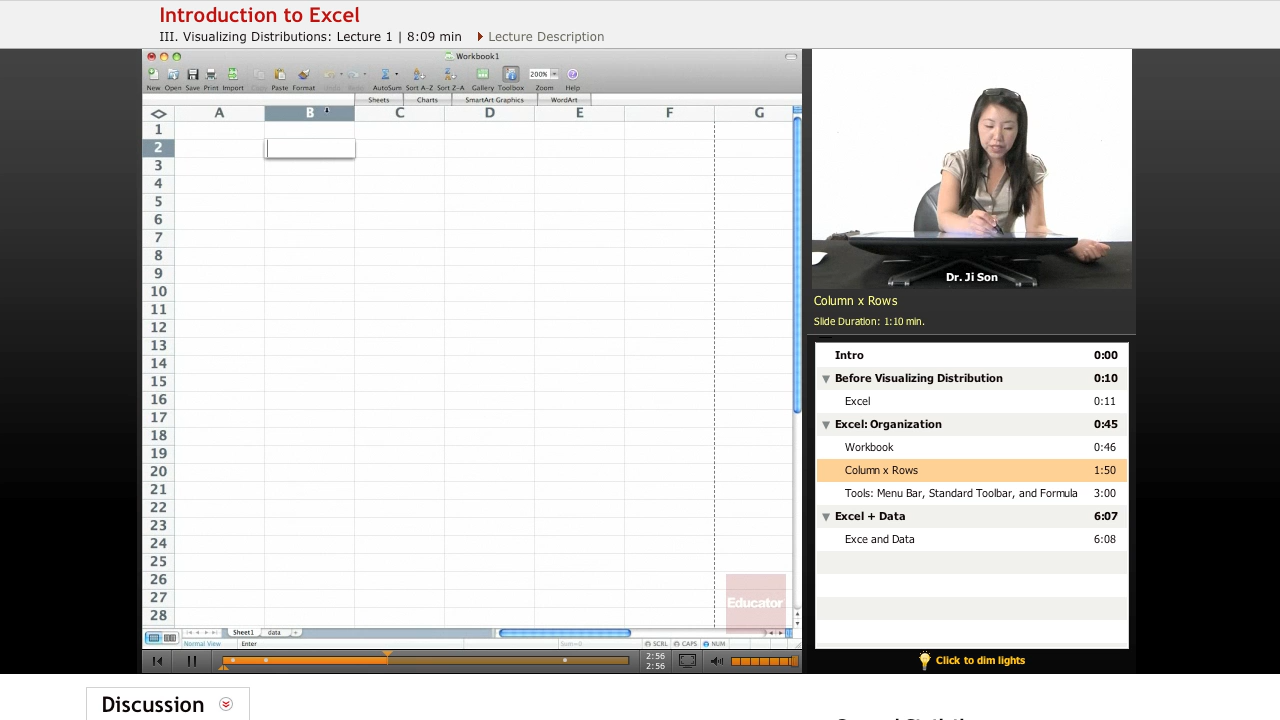 Introduction to Excel
III. Visualizing Distributions: Lecture 1 | 8:09 min Lecture Description
Workbook1
New Open Save Print Import Copy Paste Format Undo Redo AutoSum Sort A-Z Sort Z-A Gallery Toolbox Zoom Help
200%
Sheets Charts SmartArt Graphics WordArt
A B C D E F G
1
2
3
4
5
6
7
8
9
10
11
12
13
14
15
16
17
18
19
20
21
22
23
24
25
26
27
28
Educator
Sheet1 data
Normal View Enter Sum=0 SCRL CAPS NUM
2:56
2:56
Dr. Ji Son
Column x Rows
Slide Duration: 1:10 min.
Intro 0:00
Before Visualizing Distribution 0:10
Excel 0:11
Excel: Organization 0:45
Workbook 0:46
Column x Rows 1:50
Tools: Menu Bar, Standard Toolbar, and Formula 3:00
Excel + Data 6:07
Exce and Data 6:08
Click to dim lights
Discussion